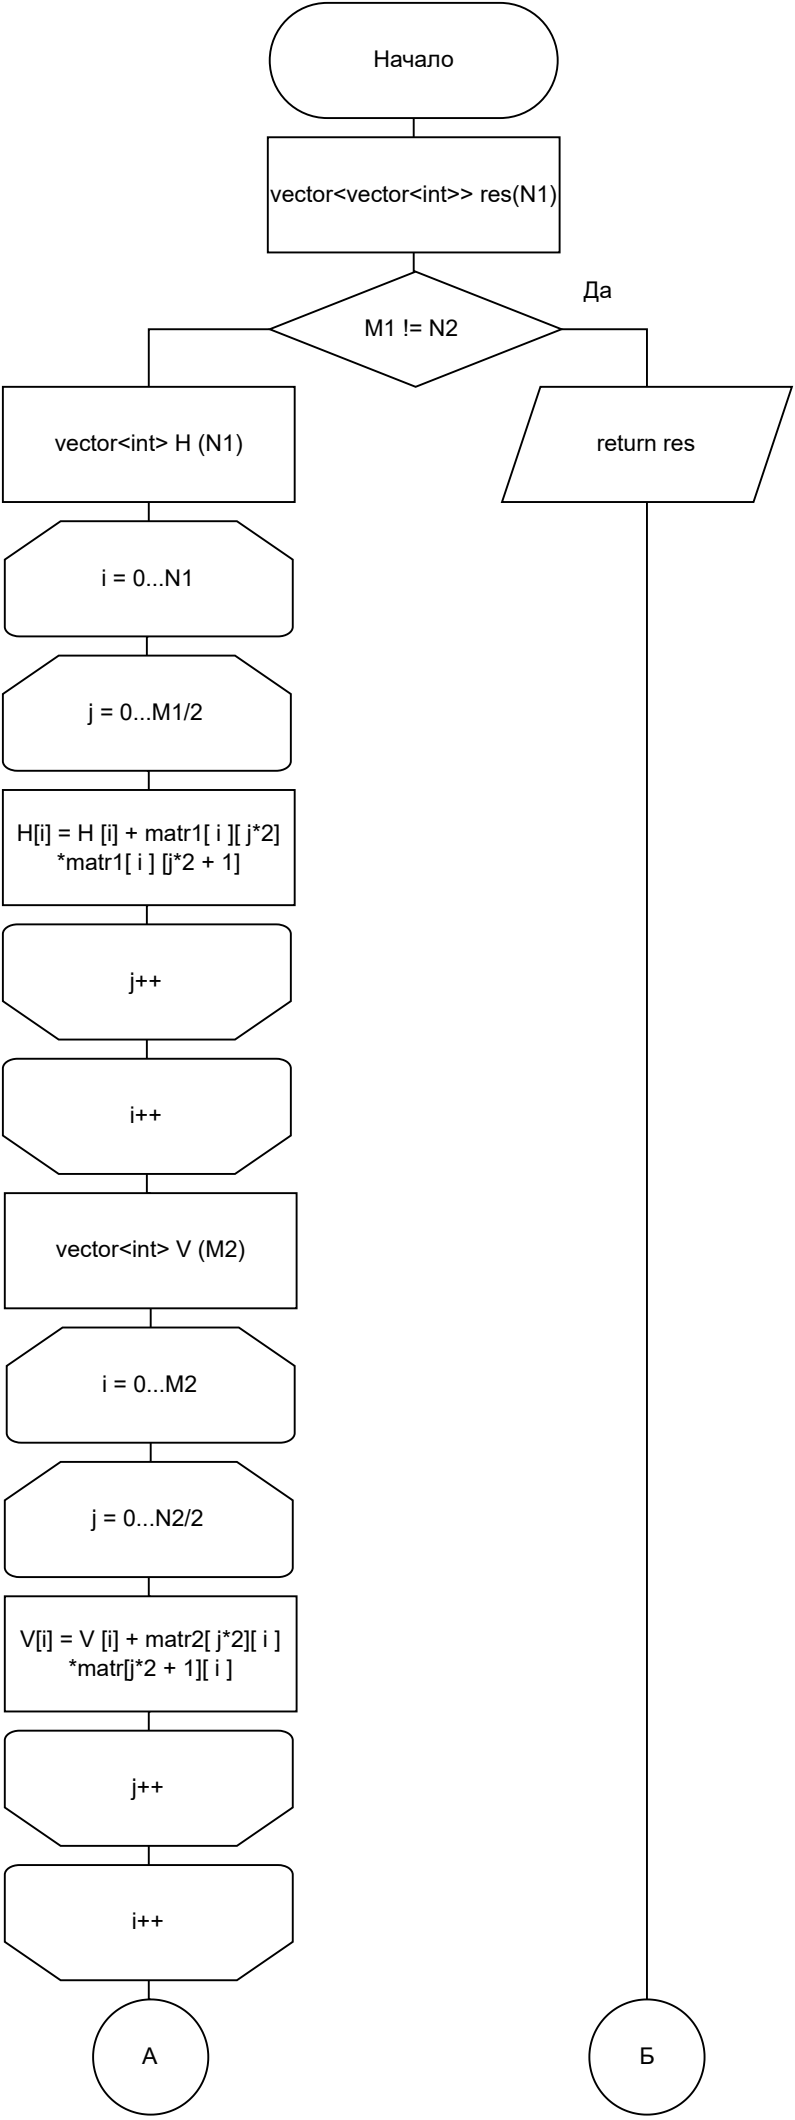 Начало
vector<vector<int>> res(N1)
Да
M1 != N2
vector<int> H (N1)
return res
i = 0...N1
j = 0...M1/2
H[i] = H [i] + matr1[ i ][ j*2]
*matr1[ i ] [j*2 + 1]
j++
i++
vector<int> V (M2)
i = 0...M2
j = 0...N2/2
V[i] = V [i] + matr2[ j*2][ i ]
*matr[j*2 + 1][ i ]
j++
i++
А
Б